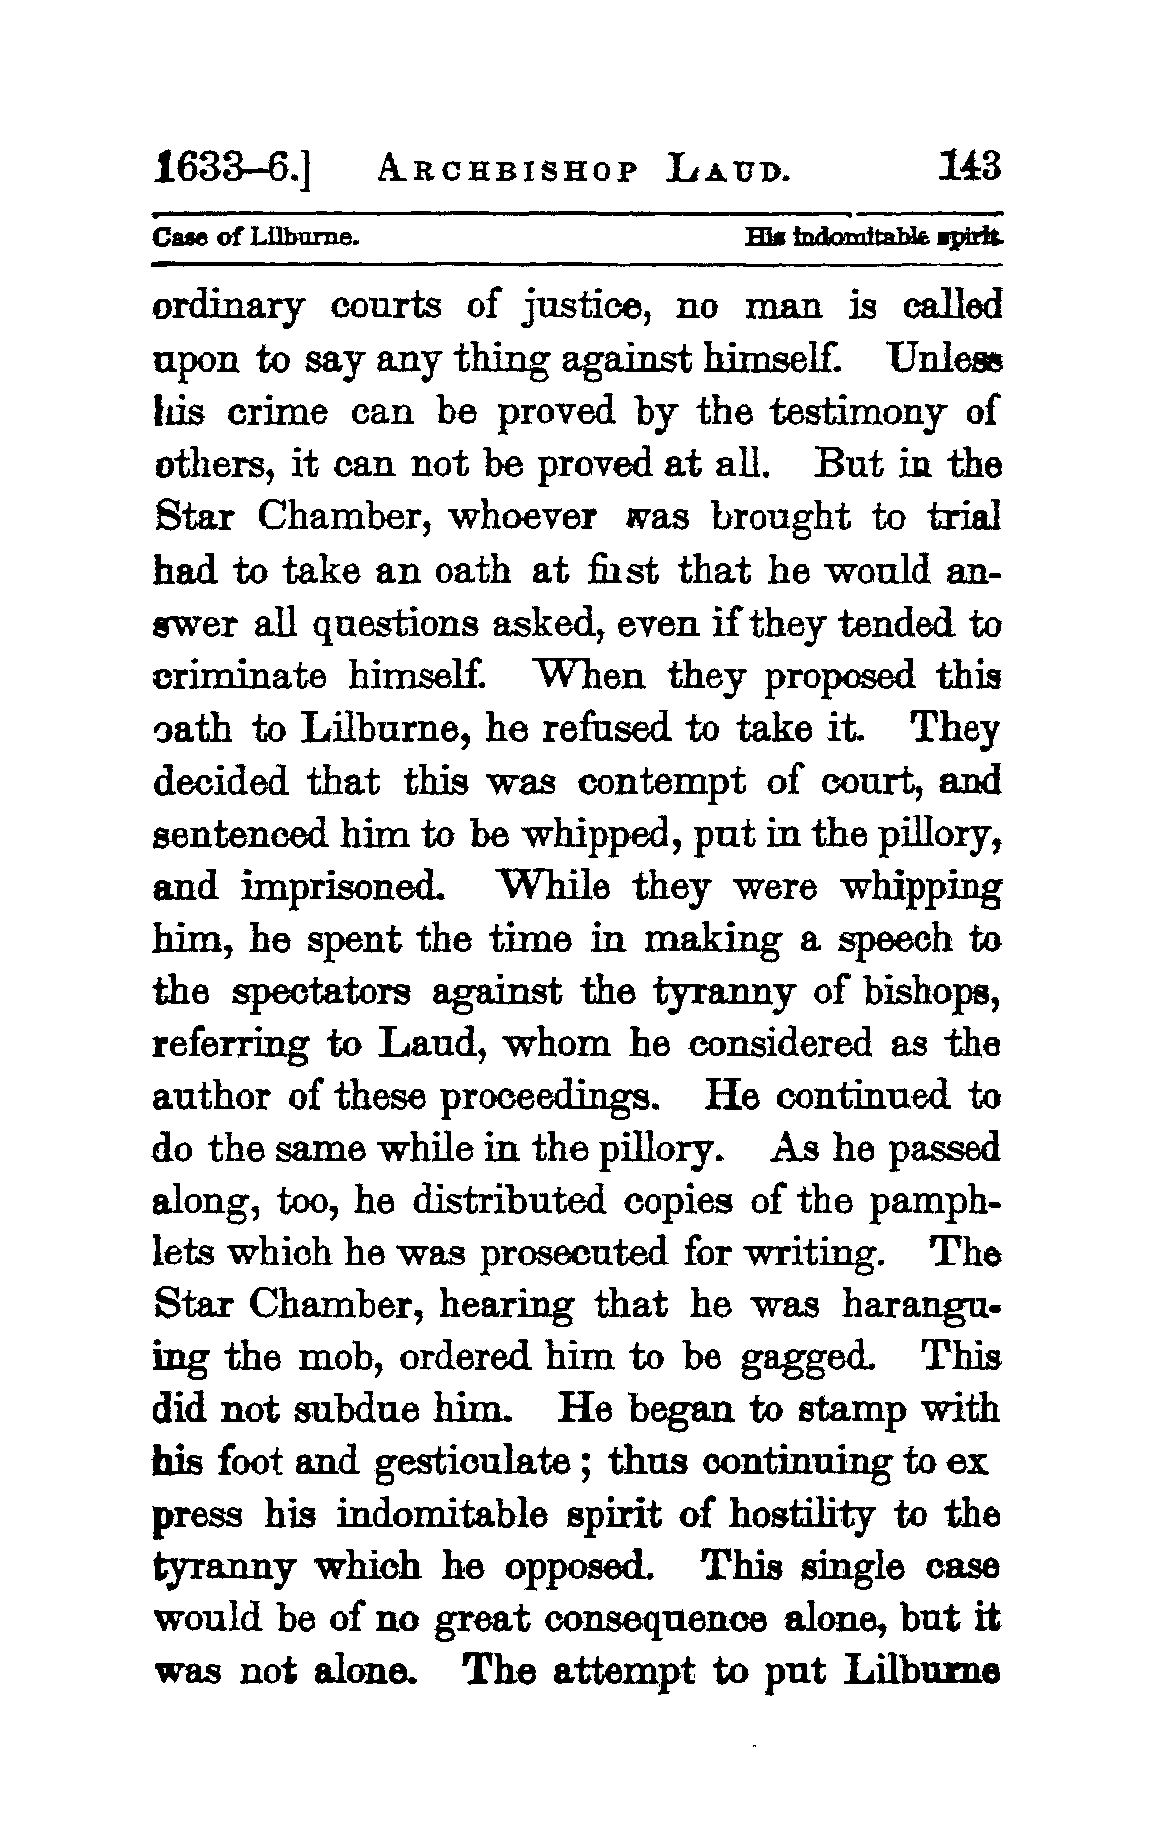 1633–6.] ARCHBISHOP LAUD. 143
Case of Lilburne. His indomitable spirit.
ordinary courts of justice, no man is called
upon to say any thing against himself. Unless
his crime can be proved by the testimony of
others, it can not be proved at all. But in the
Star Chamber, whoever was brought to trial
had to take an oath at first that he would an-
swer all questions asked, even if they tended to
criminate himself. When they proposed this
oath to Lilburne, he refused to take it. They
decided that this was contempt of court, and
sentenced him to be whipped, put in the pillory,
and imprisoned. While they were whipping
him, he spent the time in making a speech to
the spectators against the tyranny of bishops,
referring to Laud, whom he considered as the
author of these proceedings. He continued to
do the same while in the pillory. As he passed
along, too, he distributed copies of the pamph-
lets which he was prosecuted for writing. The
Star Chamber, hearing that he was harangu-
ing the mob, ordered him to be gagged. This
did not subdue him. He began to stamp with
his foot and gesticulate; thus continuing to ex
press his indomitable spirit of hostility to the
tyranny which he opposed. This single case
would be of no great consequence alone, but it
was not alone. The attempt to put Lilburne